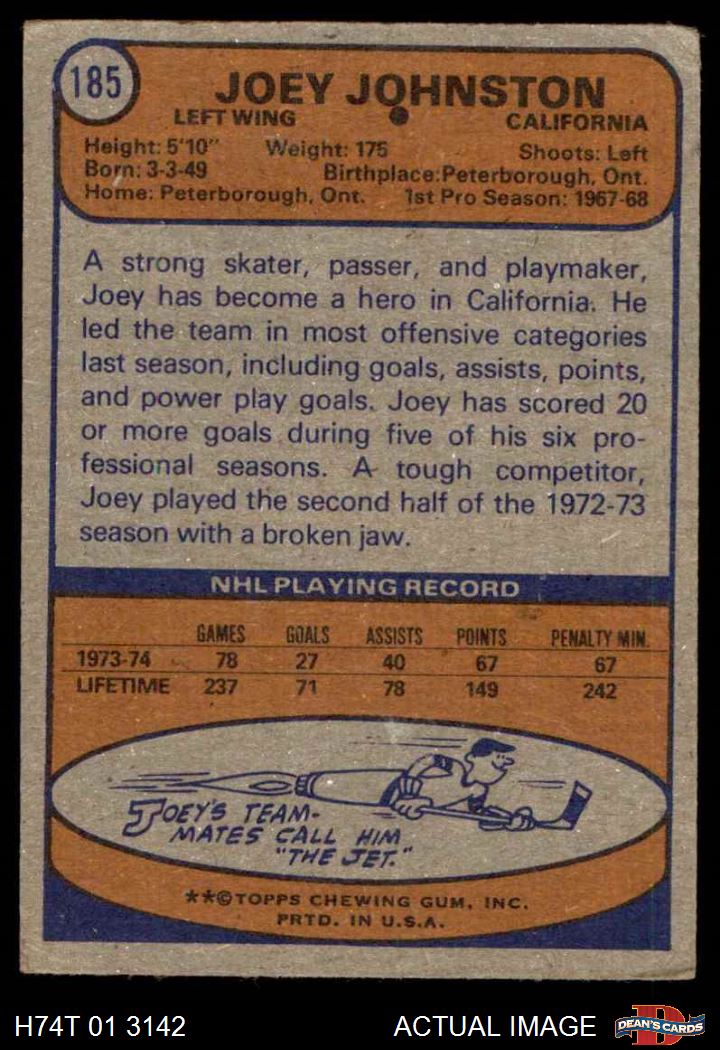 185
JOEY JOHNSTON
LEFT WING
CALIFORNIA
Height: 5'10" Weight: 175 Shoots: Left
Born: 3-3-49 Birthplace: Peterborough, Ont.
Home: Peterborough, Ont. 1st Pro Season: 1967-68
A strong skater, passer, and playmaker,
Joey has become a hero in California. He
led the team in most offensive categories
last season, including goals, assists, points,
and power play goals. Joey has scored 20
or more goals during five of his six pro-
fessional seasons. A tough competitor,
Joey played the second half of the 1972-73
season with a broken jaw.
NHL PLAYING RECORD
GAMES GOALS ASSISTS POINTS PENALTY MIN.
1973-74 78 27 40 67 67
LIFETIME 237 71 78 149 242
JOEY'S TEAM-
MATES CALL HIM
"THE JET."
**©TOPPS CHEWING GUM, INC.
PRTD. IN U.S.A.
H74T 01 3142
ACTUAL IMAGE
D
DEAN'S CARDS